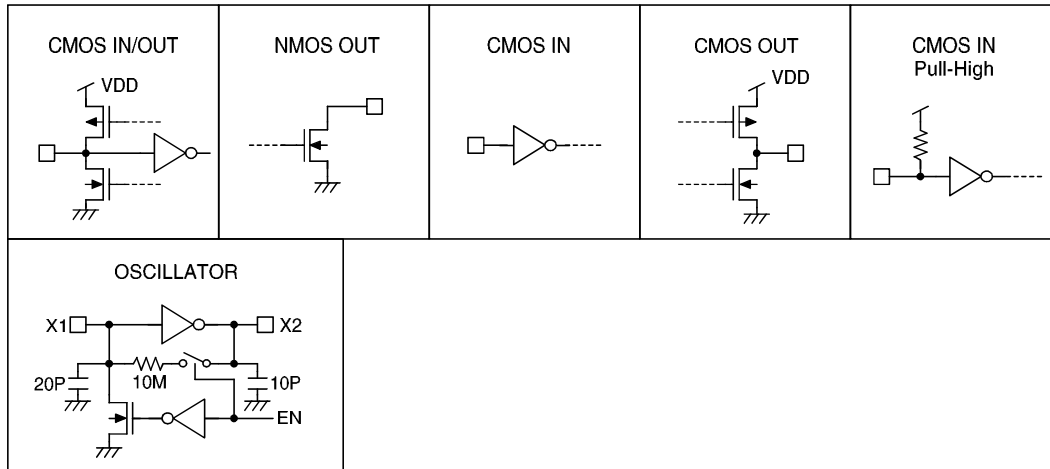 CMOS IN/OUT
VDD
NMOS OUT
CMOS IN
CMOS OUT
VDD
CMOS IN
Pull-High
OSCILLATOR
X1
X2
20P
10M
10P
EN